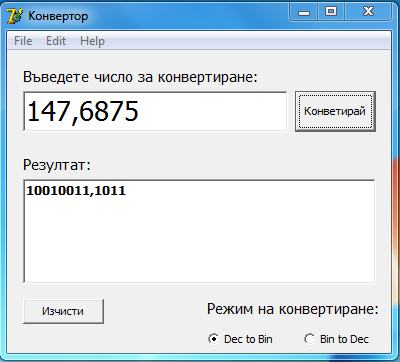 Конвертор
File Edit Help
Въведете число за конвертиране:
147,6875
Конветирай
Резултат:
10010011,1011
Изчисти
Режим на конвертиране:
Dec to Bin Bin to Dec